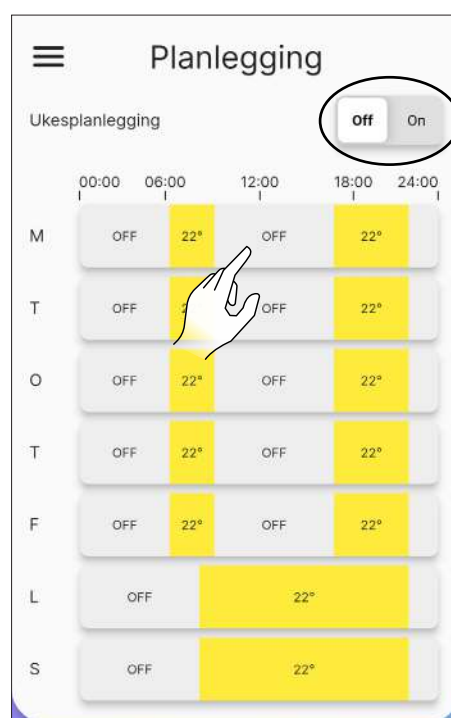 Planlegging
Ukesplanlegging Off On
00:00 06:00 12:00 18:00 24:00
M OFF 22° OFF 22°
T OFF OFF 22°
O OFF 22° OFF 22°
T OFF 22° OFF 22°
F OFF 22° OFF 22°
L OFF 22°
S OFF 22°